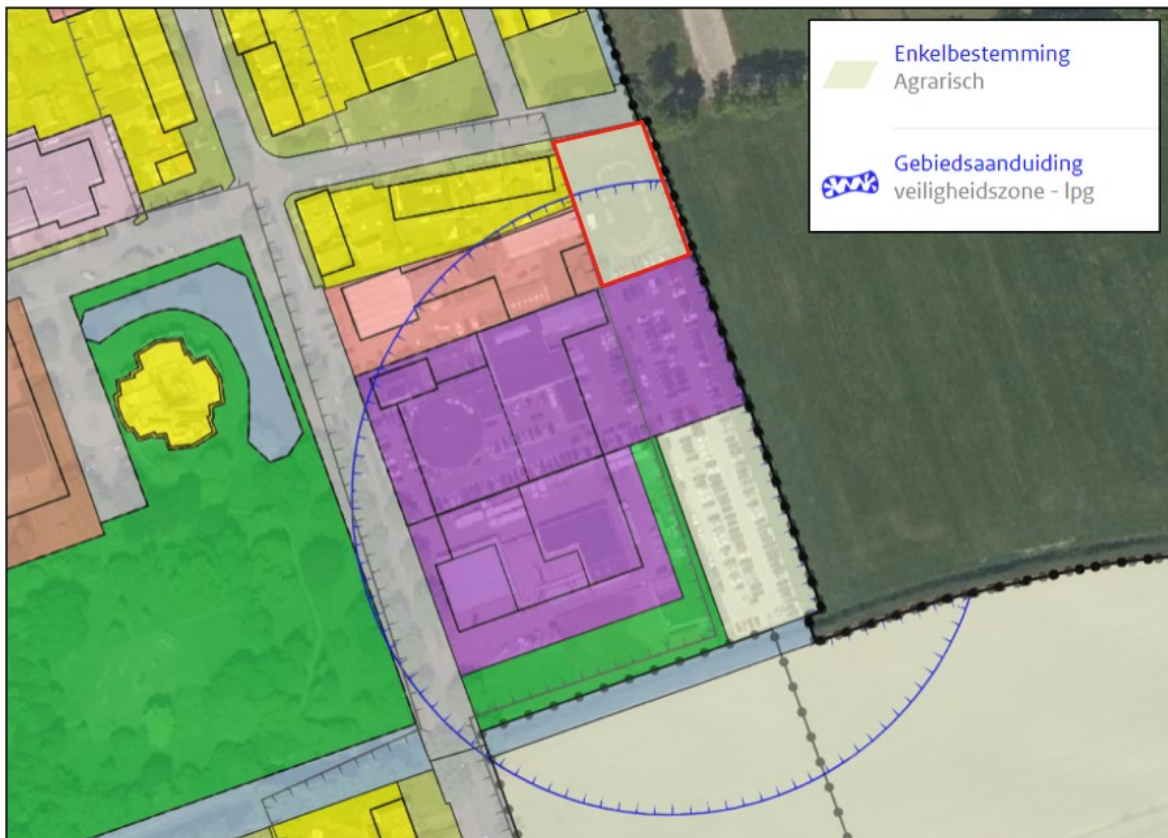 Enkelbestemming
Agrarisch
Gebiedsaanduiding
veiligheidszone - lpg